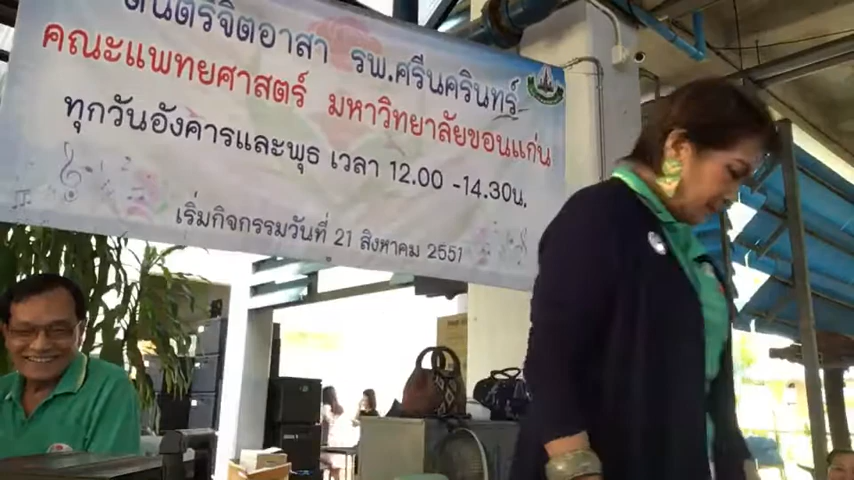 ดนตรีจิตอาสา รพ.ศรีนครินทร์
คณะแพทยศาสตร์ มหาวิทยาลัยขอนแก่น
ทุกวันอังคารและพุธ เวลา 12.00 -14.30น.
เริ่มกิจกรรมวันที่ 21 สิงหาคม 2551